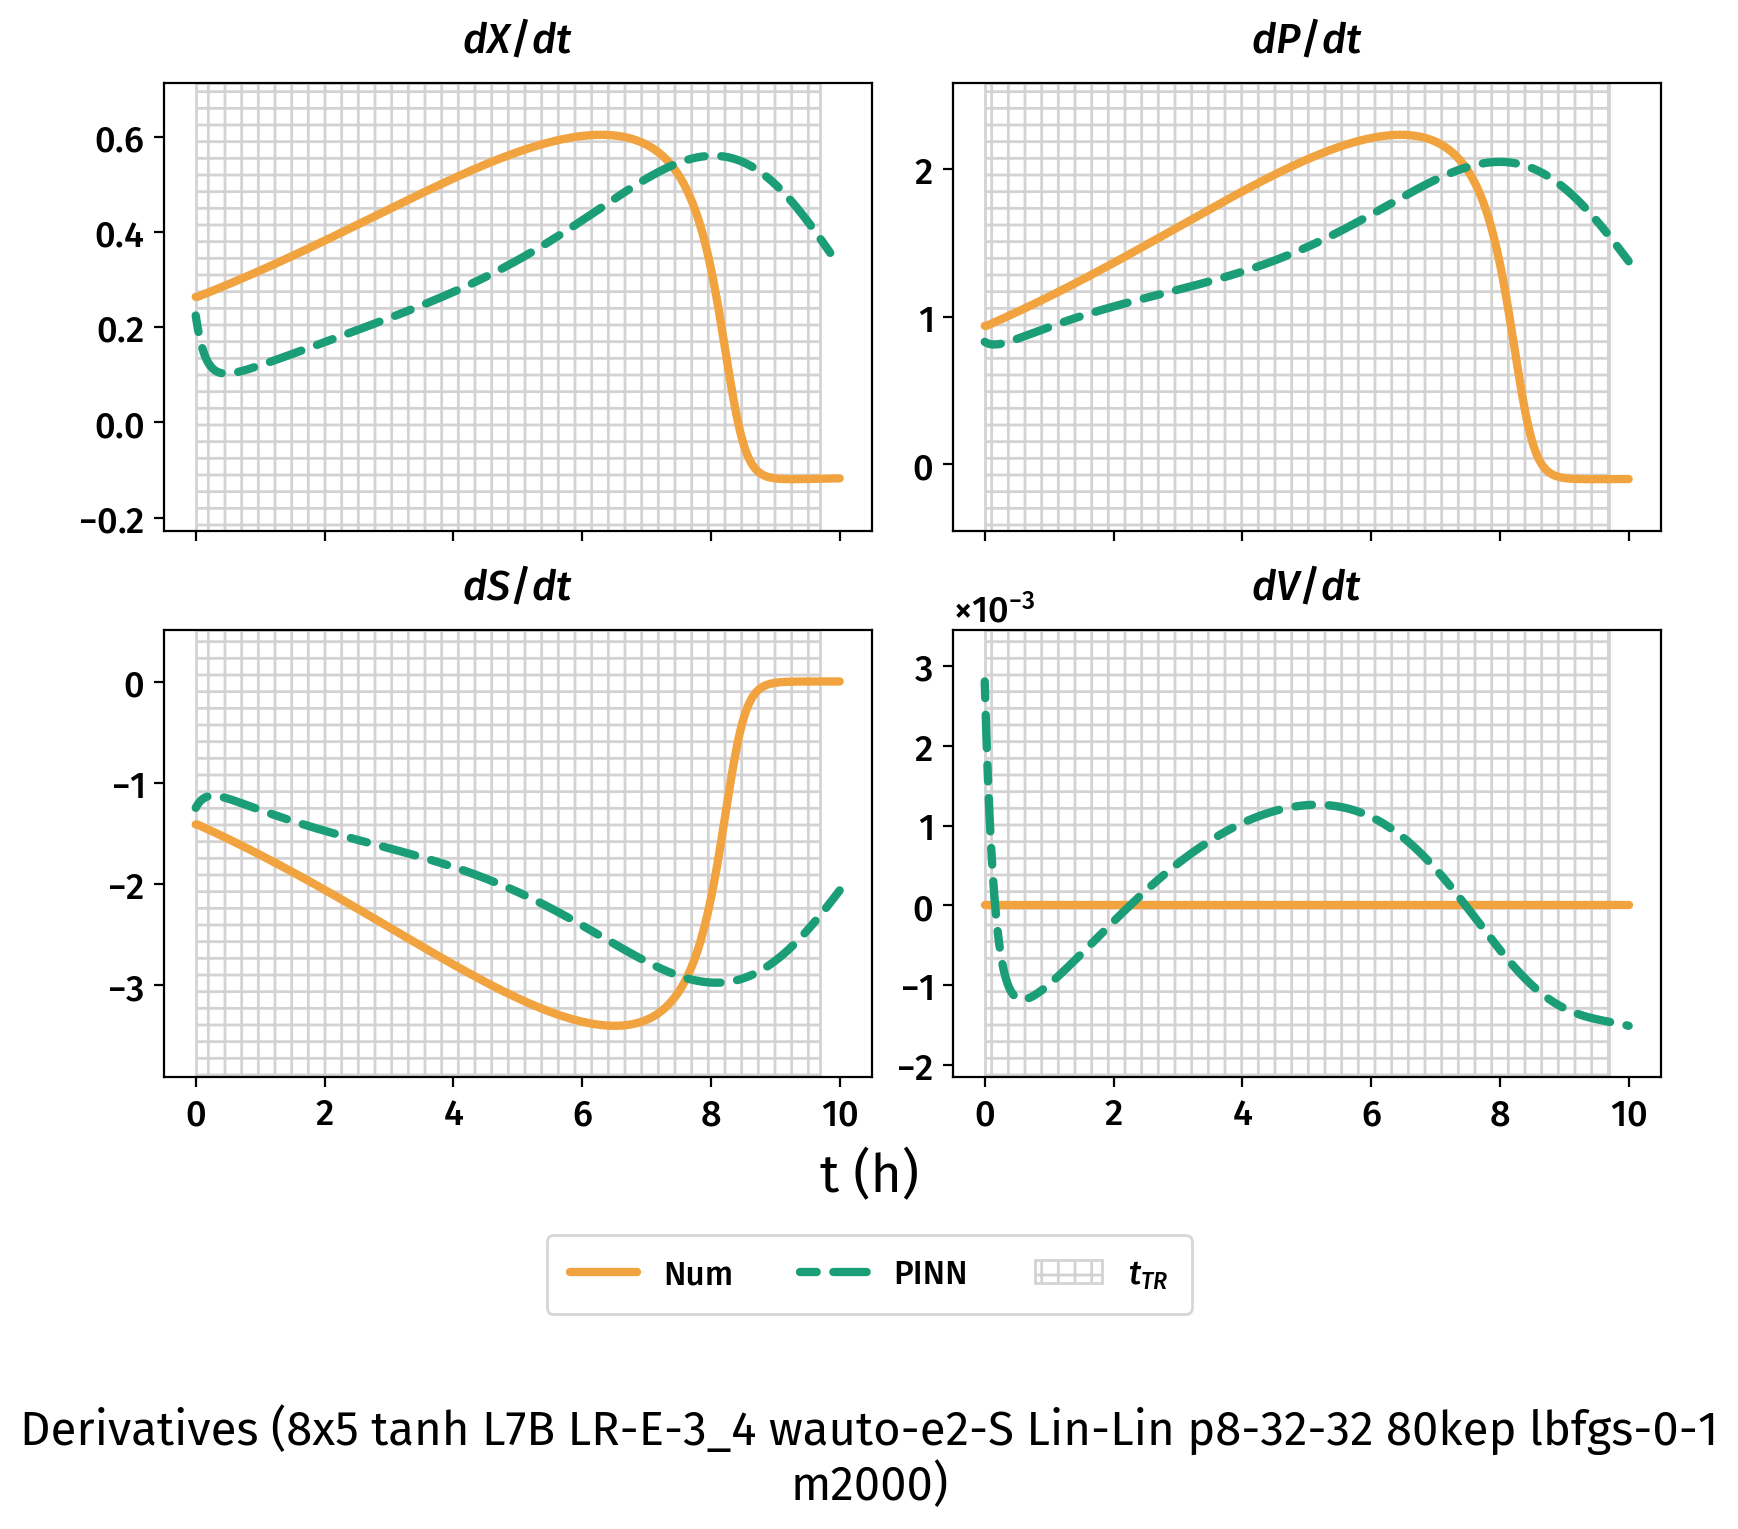 dX/dt
dP/dt
0.6
0.4
0.2
0.0
−0.2
2
1
0
dS/dt
dV/dt
×10⁻³
0
−1
−2
−3
3
2
1
0
−1
−2
0 2 4 6 8 10
0 2 4 6 8 10
t (h)
Num PINN t_TR
Derivatives (8x5 tanh L7B LR-E-3_4 wauto-e2-S Lin-Lin p8-32-32 80kep lbfgs-0-1
m2000)